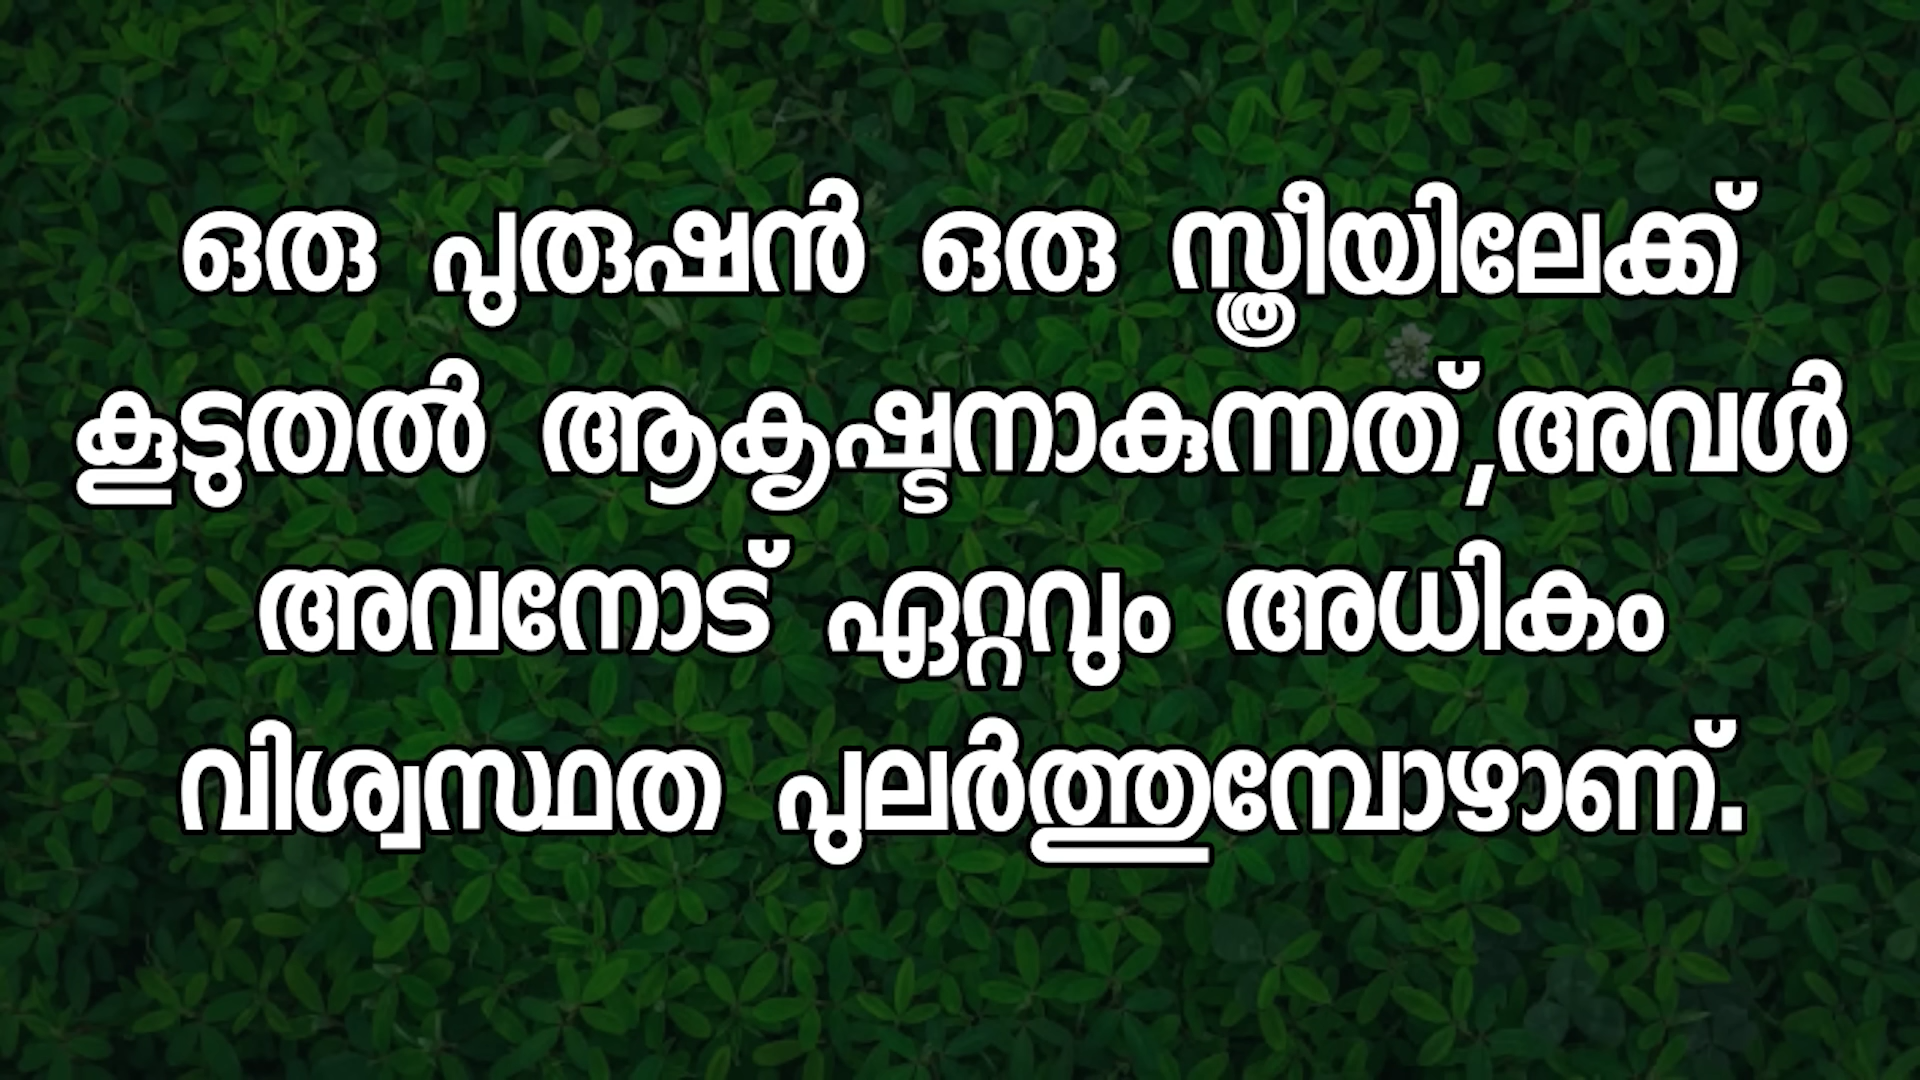 ഒരു പുരുഷൻ ഒരു സ്ത്രീയിലേക്ക്
കൂടുതൽ ആകൃഷ്ടനാകുന്നത്,അവൾ
അവനോട് ഏറ്റവും അധികം
വിശ്വസ്ഥത പുലർത്തുമ്പോഴാണ്.